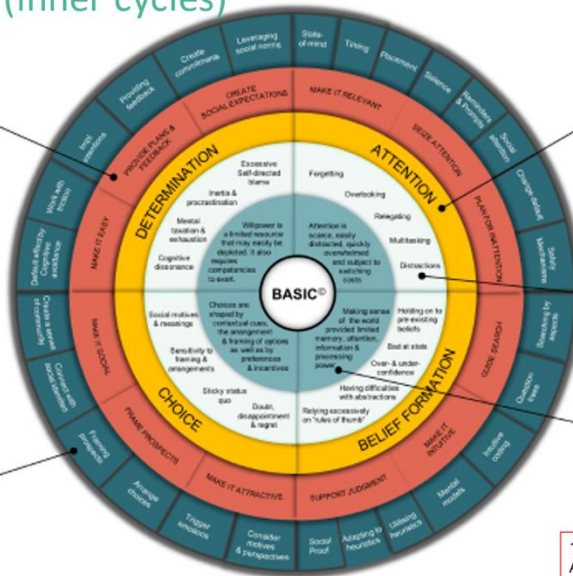 (inner cycles)
State-
of-mind
Timing
Placement
Salience
Reminders
& Prompts
Social
attention
Change default
Safety
Mechanisms
Searching by
aspects
Question
trees
Intuitive
coding
Mental
models
Utilising
heuristics
Adapting to
heuristics
Social
Proof
Consider
motives
& perspectives
Trigger
emotions
Arrange
choices
Framing
prospects
Connect with
social identities
Create a sense
of community
Default effect by
Cognitive
avoidance
Work with
friction
Impl.
intentions
Providing
feedback
Create
commitments
Leveraging
social norms
MAKE IT RELEVANT
SEIZE ATTENTION
PLAN FOR INATTENTION
GUIDE SEARCH
MAKE IT
INTUITIVE
SUPPORT JUDGMENT
MAKE IT ATTRACTIVE
FRAME PROSPECTS
MAKE IT SOCIAL
MAKE IT EASY
PROVIDE PLANS &
FEEDBACK
CREATE
SOCIAL EXPECTATIONS
ATTENTION
BELIEF FORMATION
CHOICE
DETERMINATION
Forgetting
Overlooking
Relegating
Multitasking
Distractions
Holding on to
pre existing
beliefs
Bad at stats
Over- & under-
confidence
Having difficulties
with abstractions
Relying excessively
on "rules of thumb"
Doubt,
disappointment
& regret
Sticky status
quo
Sensitivity to
framing &
arrangements
Social motives
& meanings
Cognitive
dissonance
Mental
taxation &
exhaustion
Inertia &
procrastination
Excessive
Self-directed
blame
Willpower is
a limited resource
that may easily be
depleted. It also
requires
competencies
to exert.
Attention is
scarce, easily
distracted, quickly
overwhelmed
and subject to
switching
costs
Choices are
shaped by
contextual cues,
the arrangement
& framing of options
as well as by
preferences
& incentives
Making sense
of the world
provided limited
memory, attention,
information &
processing
power
BASIC©